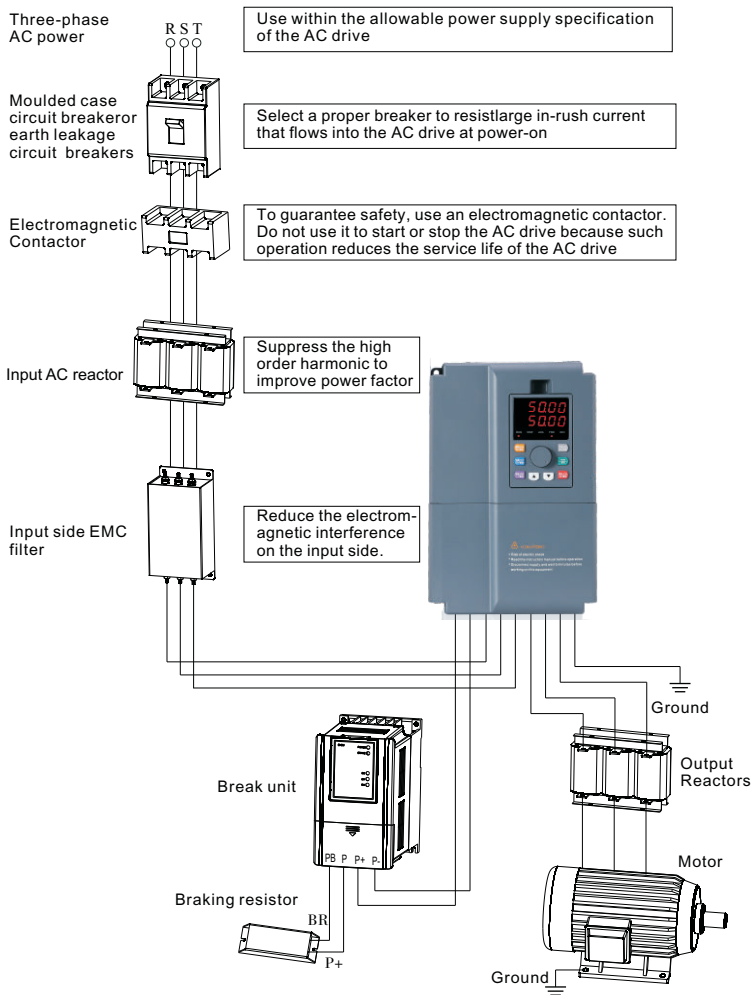 Three-phase
AC power
R S T
Use within the allowable power supply specification
of the AC drive
Moulded case
circuit breakeror
earth leakage
circuit breakers
Select a proper breaker to resistlarge in-rush current
that flows into the AC drive at power-on
Electromagnetic
Contactor
To guarantee safety, use an electromagnetic contactor.
Do not use it to start or stop the AC drive because such
operation reduces the service life of the AC drive
Input AC reactor
Suppress the high
order harmonic to
improve power factor
50.00
50.00
Input side EMC
filter
Reduce the electrom-
agnetic interference
on the input side.
Ground
Output
Reactors
Break unit
PB P P+ P-
Motor
Braking resistor
BR
P+
Ground